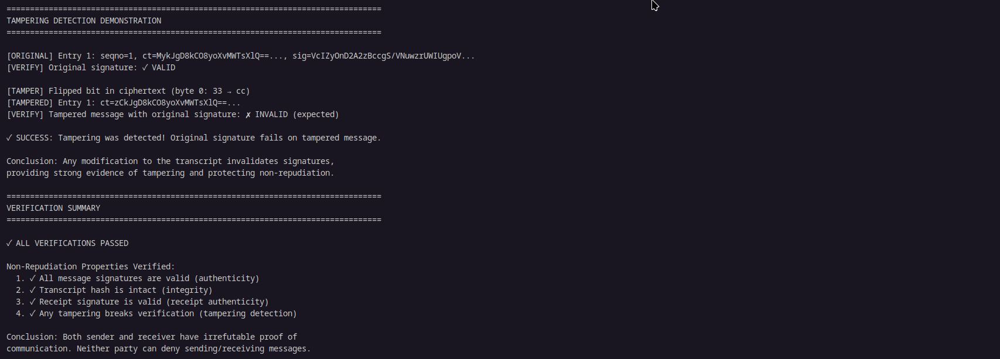 ================================================================================
TAMPERING DETECTION DEMONSTRATION
================================================================================
[ORIGINAL] Entry 1: seqno=1, ct=MykJgD8kCO8yoXvMWTsXlQ==..., sig=VcIZyOnD2A2zBccgS/VNuwzrUWIUgpoV...
[VERIFY] Original signature: ✓ VALID
[TAMPER] Flipped bit in ciphertext (byte 0: 33 → cc)
[TAMPERED] Entry 1: ct=zCkJgD8kCO8yoXvMWTsXlQ==...
[VERIFY] Tampered message with original signature: ✗ INVALID (expected)
✓ SUCCESS: Tampering was detected! Original signature fails on tampered message.
Conclusion: Any modification to the transcript invalidates signatures,
providing strong evidence of tampering and protecting non-repudiation.
================================================================================
VERIFICATION SUMMARY
================================================================================
✓ ALL VERIFICATIONS PASSED
Non-Repudiation Properties Verified:
1. ✓ All message signatures are valid (authenticity)
2. ✓ Transcript hash is intact (integrity)
3. ✓ Receipt signature is valid (receipt authenticity)
4. ✓ Any tampering breaks verification (tampering detection)
Conclusion: Both sender and receiver have irrefutable proof of
communication. Neither party can deny sending/receiving messages.